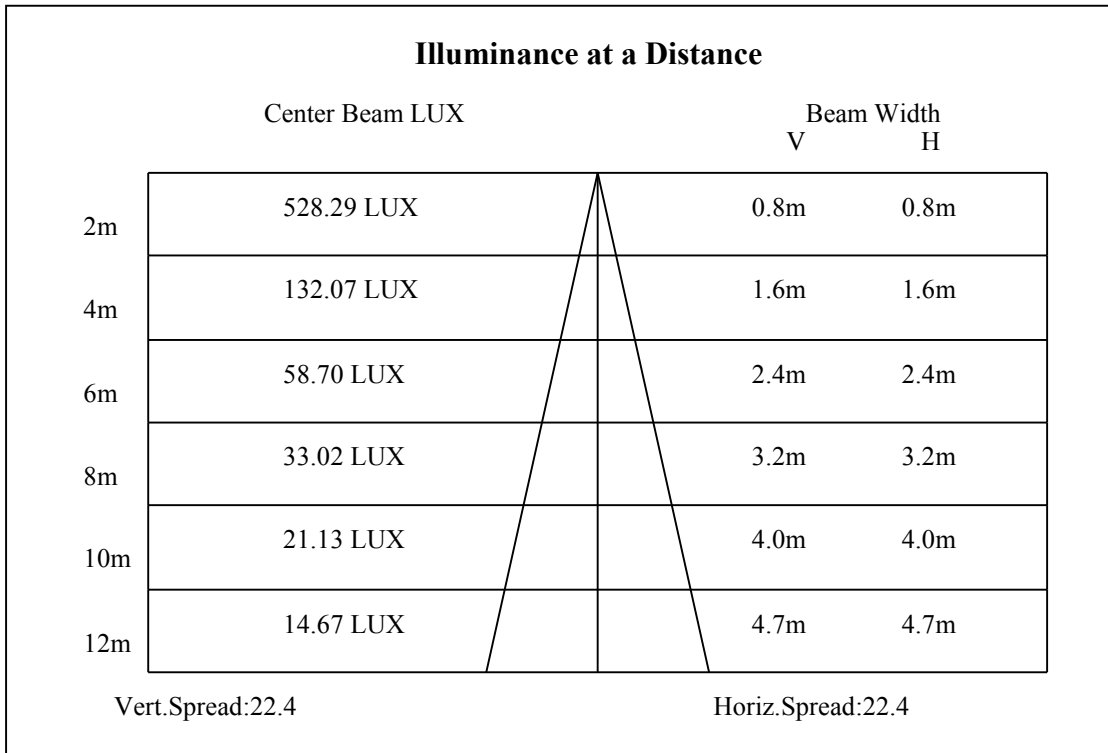 Illuminance at a Distance
Center Beam LUX Beam Width
V H
2m 528.29 LUX 0.8m 0.8m
4m 132.07 LUX 1.6m 1.6m
6m 58.70 LUX 2.4m 2.4m
8m 33.02 LUX 3.2m 3.2m
10m 21.13 LUX 4.0m 4.0m
12m 14.67 LUX 4.7m 4.7m
Vert.Spread:22.4 Horiz.Spread:22.4